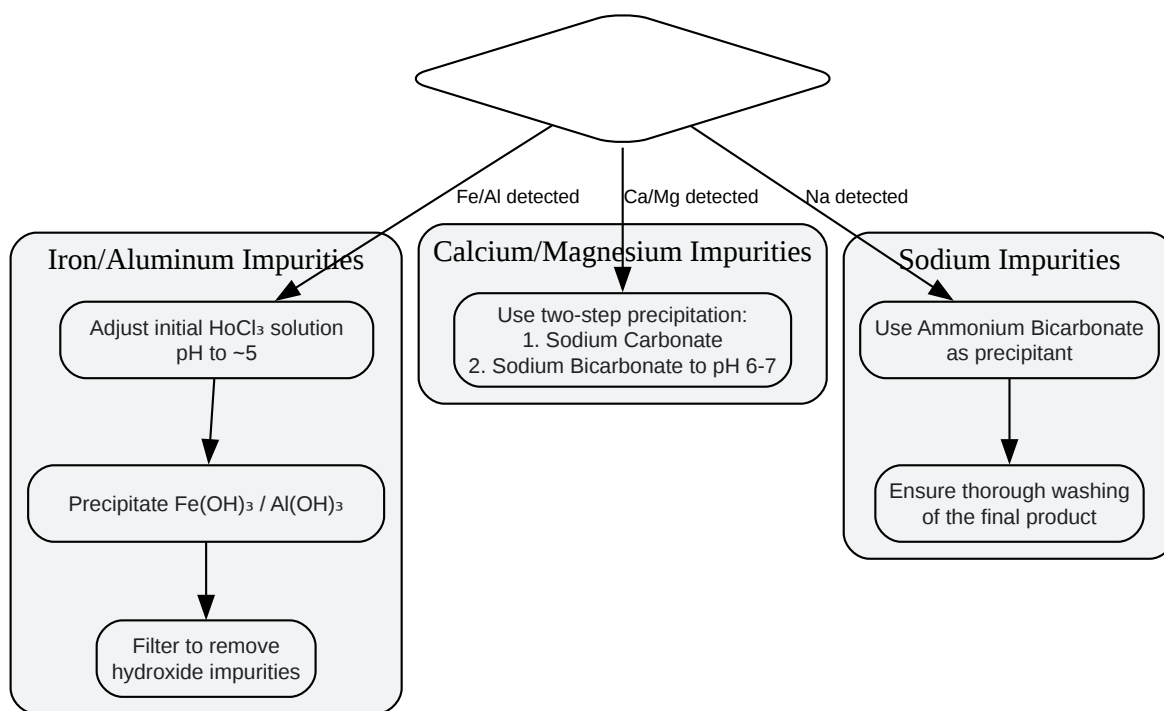 Fe/Al detected
Ca/Mg detected
Na detected
Iron/Aluminum Impurities
Adjust initial HoCl₃ solution
pH to ~5
Precipitate Fe(OH)₃ / Al(OH)₃
Filter to remove
hydroxide impurities
Calcium/Magnesium Impurities
Use two-step precipitation:
1. Sodium Carbonate
2. Sodium Bicarbonate to pH 6-7
Sodium Impurities
Use Ammonium Bicarbonate
as precipitant
Ensure thorough washing
of the final product